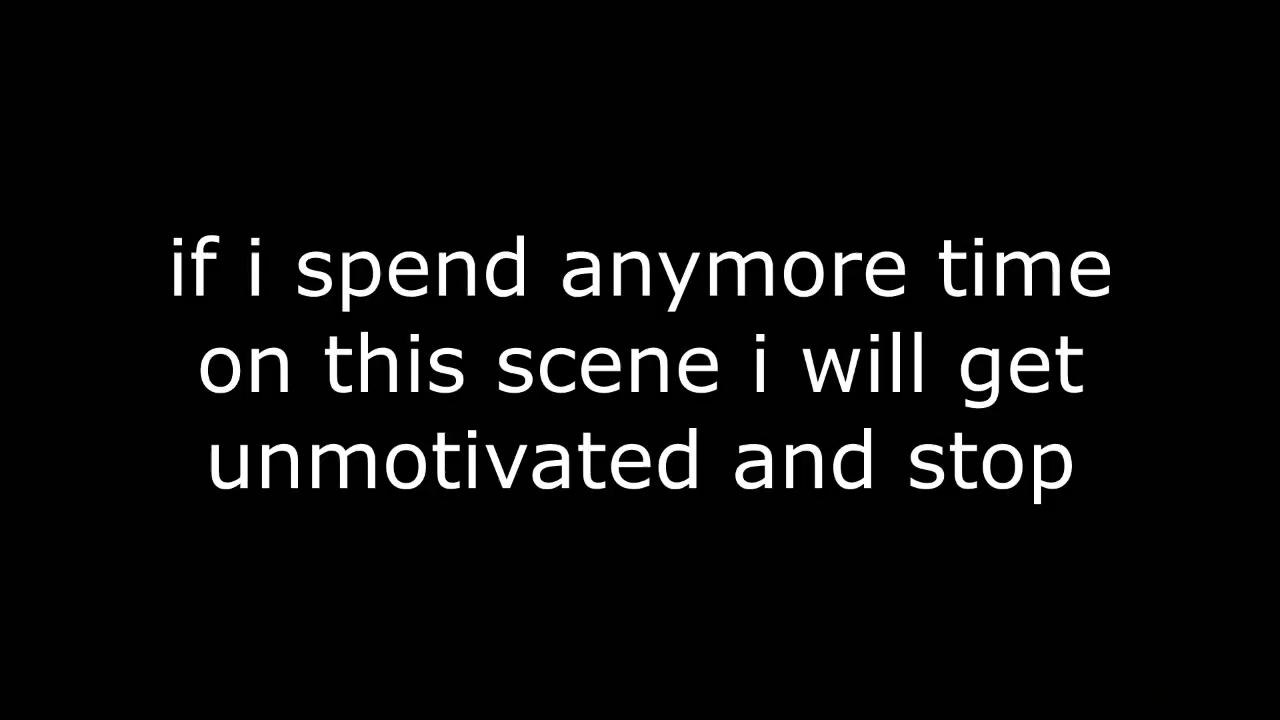 if i spend anymore time
on this scene i will get
unmotivated and stop